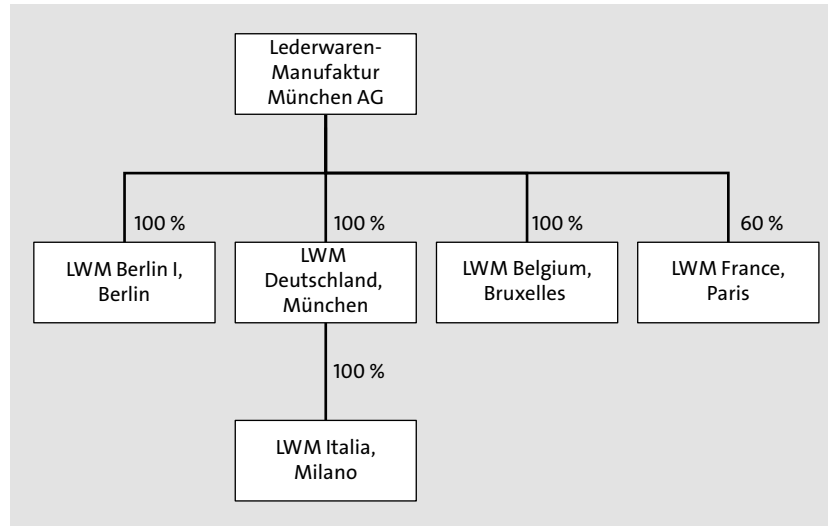 Lederwaren-
Manufaktur
München AG
100 %
100 %
100 %
60 %
LWM Berlin I,
Berlin
LWM
Deutschland,
München
LWM Belgium,
Bruxelles
LWM France,
Paris
100 %
LWM Italia,
Milano